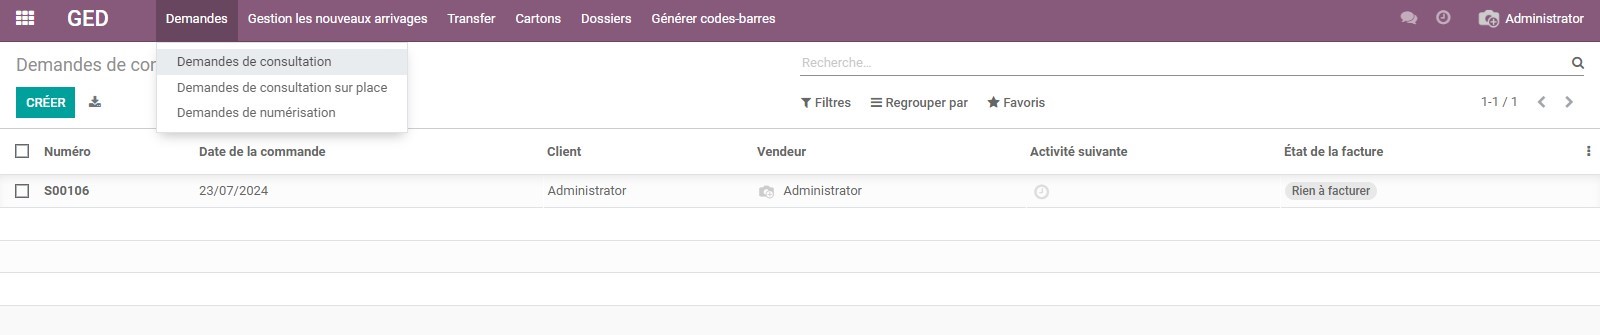 GED Demandes Gestion les nouveaux arrivages Transfer Cartons Dossiers Générer codes-barres Administrator
Demandes de con
Demandes de consultation
Demandes de consultation sur place
Demandes de numérisation
Recherche...
CRÉER
Filtres Regrouper par Favoris 1-1 / 1
Numéro Date de la commande Client Vendeur Activité suivante État de la facture
S00106 23/07/2024 Administrator Administrator Rien à facturer